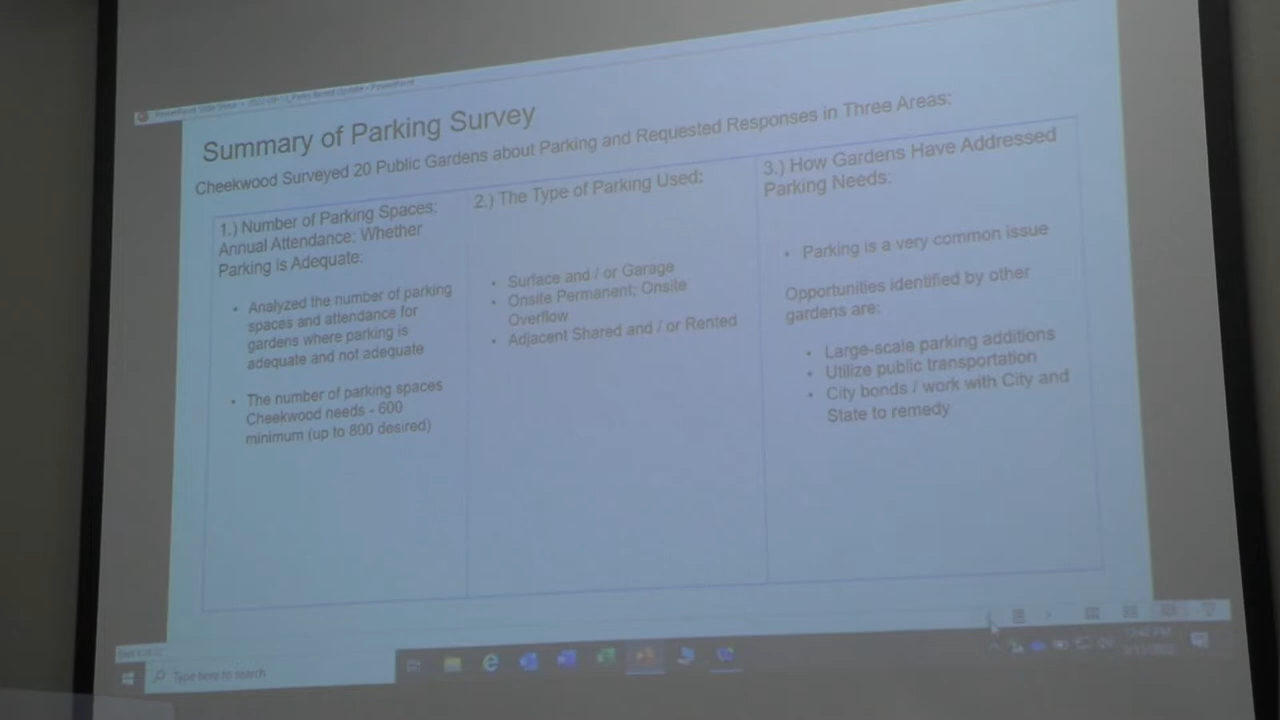 Summary of Parking Survey
Cheekwood Surveyed 20 Public Gardens about Parking and Requested Responses in Three Areas:
1.) Number of Parking Spaces;
Annual Attendance; Whether
Parking is Adequate:
• Analyzed the number of parking
spaces and attendance for
gardens where parking is
adequate and not adequate
• The number of parking spaces
Cheekwood needs - 600
minimum (up to 800 desired)
2.) The Type of Parking Used:
• Surface and / or Garage
• Onsite Permanent; Onsite
Overflow
• Adjacent Shared and / or Rented
3.) How Gardens Have Addressed
Parking Needs:
• Parking is a very common issue
Opportunities identified by other
gardens are:
• Large-scale parking additions
• Utilize public transportation
• City bonds / work with City and
State to remedy
Type here to search